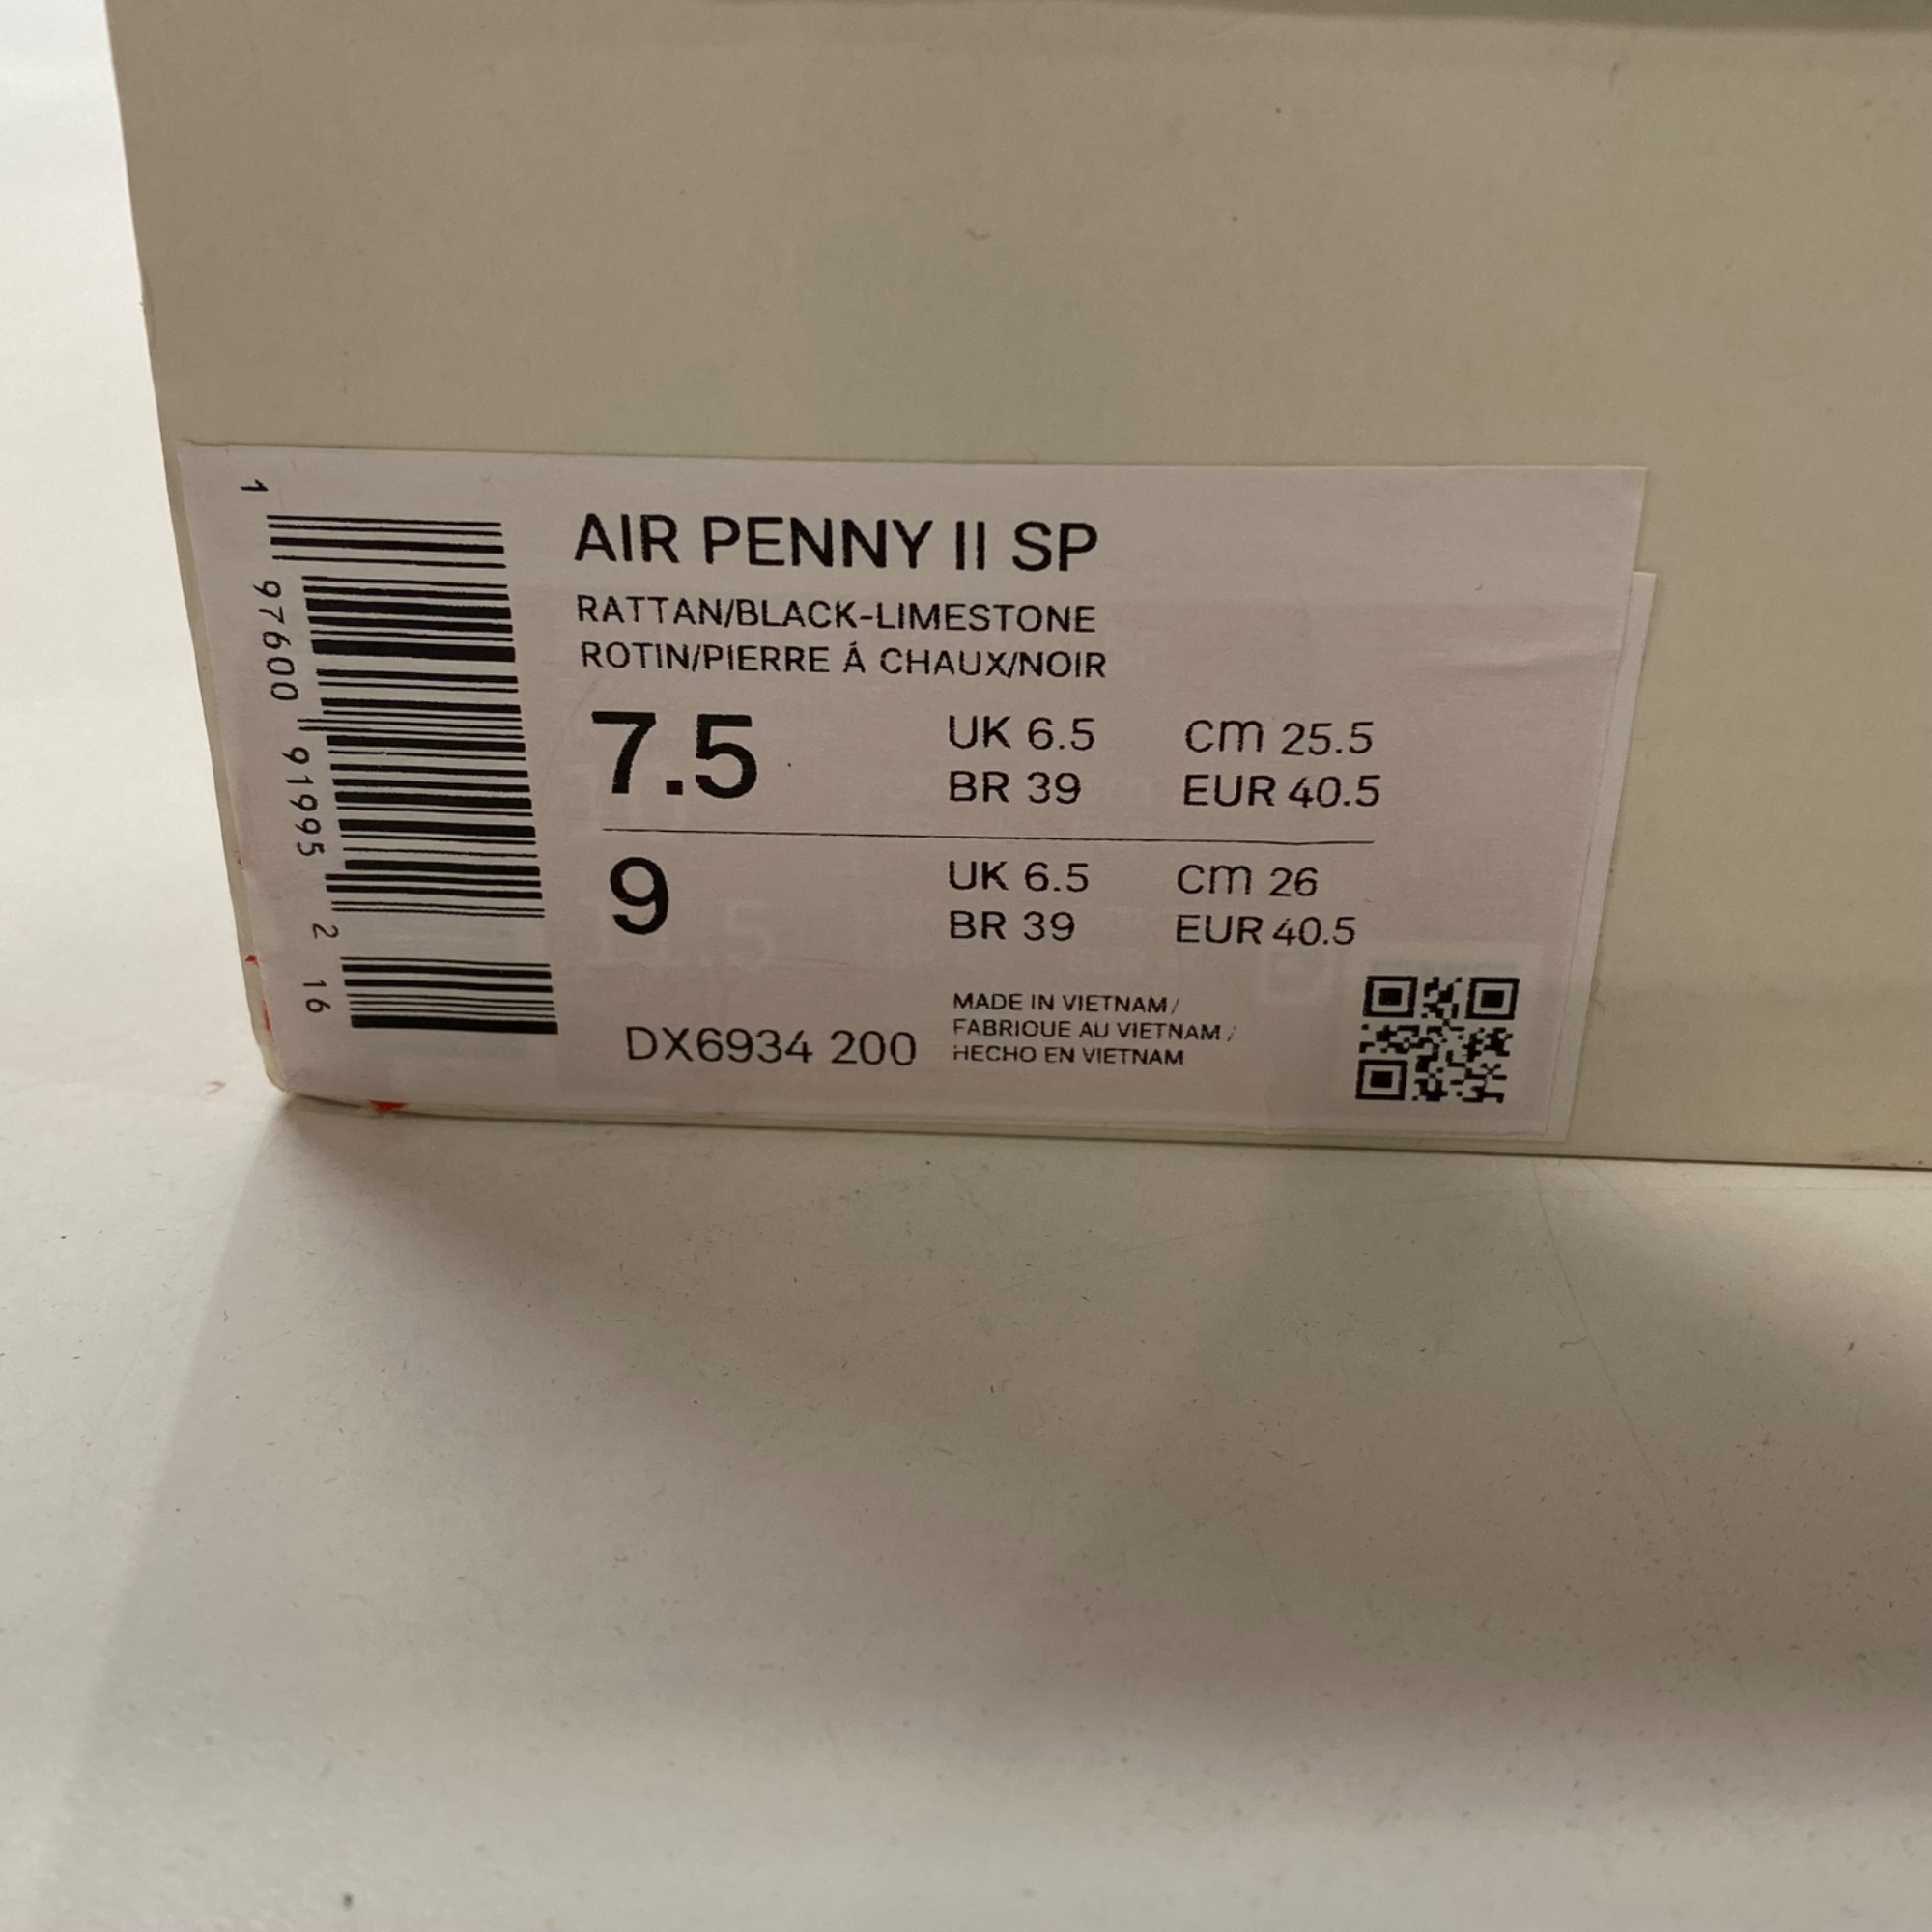 AIR PENNY II SP
RATTAN/BLACK-LIMESTONE
ROTIN/PIERRE Á CHAUX/NOIR
7.5
UK 6.5
CM 25.5
BR 39
EUR 40.5
9
UK 6.5
CM 26
BR 39
EUR 40.5
DX6934 200
MADE IN VIETNAM/
FABRIQUE AU VIETNAM /
HECHO EN VIETNAM
1 97600 91995 2 16